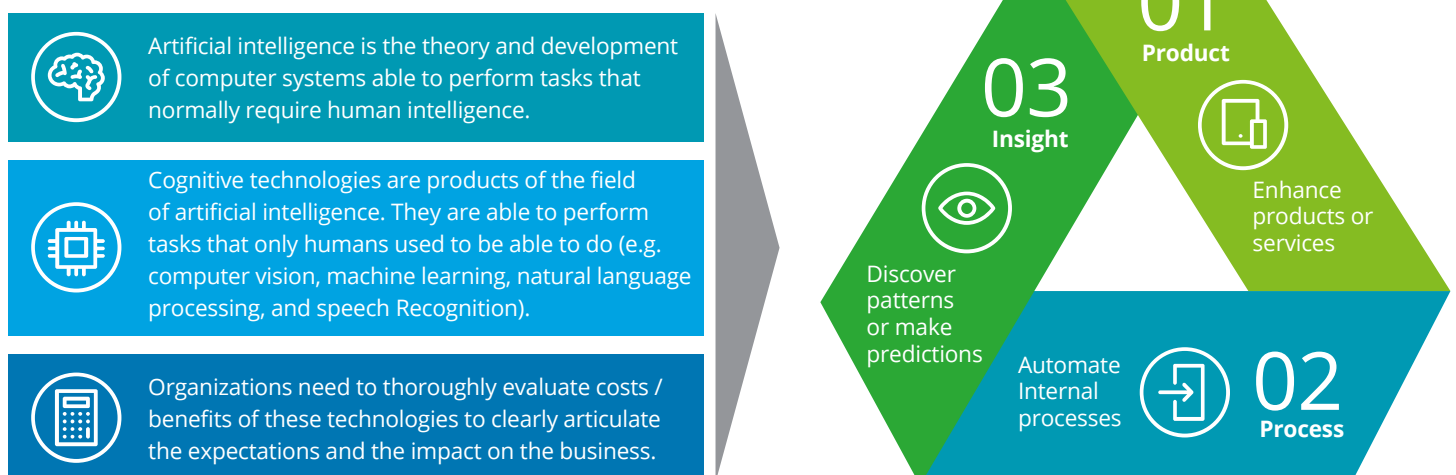 Artificial intelligence is the theory and development
of computer systems able to perform tasks that
normally require human intelligence.
Cognitive technologies are products of the field
of artificial intelligence. They are able to perform
tasks that only humans used to be able to do (e.g.
computer vision, machine learning, natural language
processing, and speech Recognition).
Organizations need to thoroughly evaluate costs /
benefits of these technologies to clearly articulate
the expectations and the impact on the business.
01
Product
Enhance
products or
services
02
Process
Automate
Internal
processes
03
Insight
Discover
patterns
or make
predictions